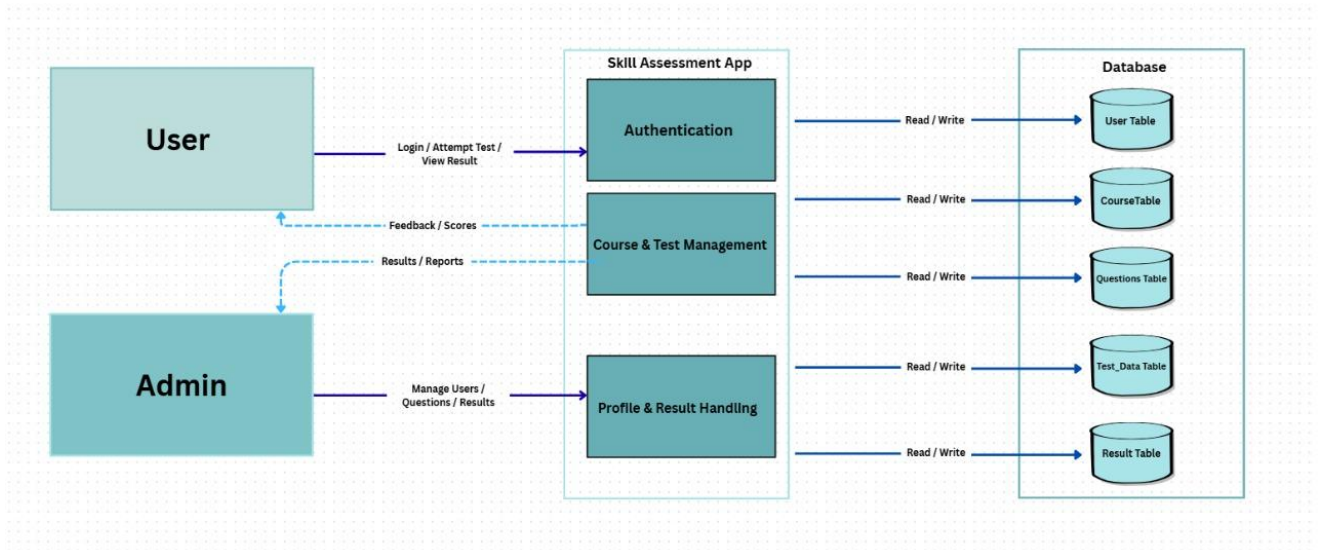 Skill Assessment App
Database
User
Authentication
Login / Attempt Test /
View Result
Read / Write
User Table
Feedback / Scores
Course & Test Management
Read / Write
CourseTable
Results / Reports
Read / Write
Questions Table
Admin
Manage Users /
Questions / Results
Profile & Result Handling
Read / Write
Test_Data Table
Read / Write
Result Table